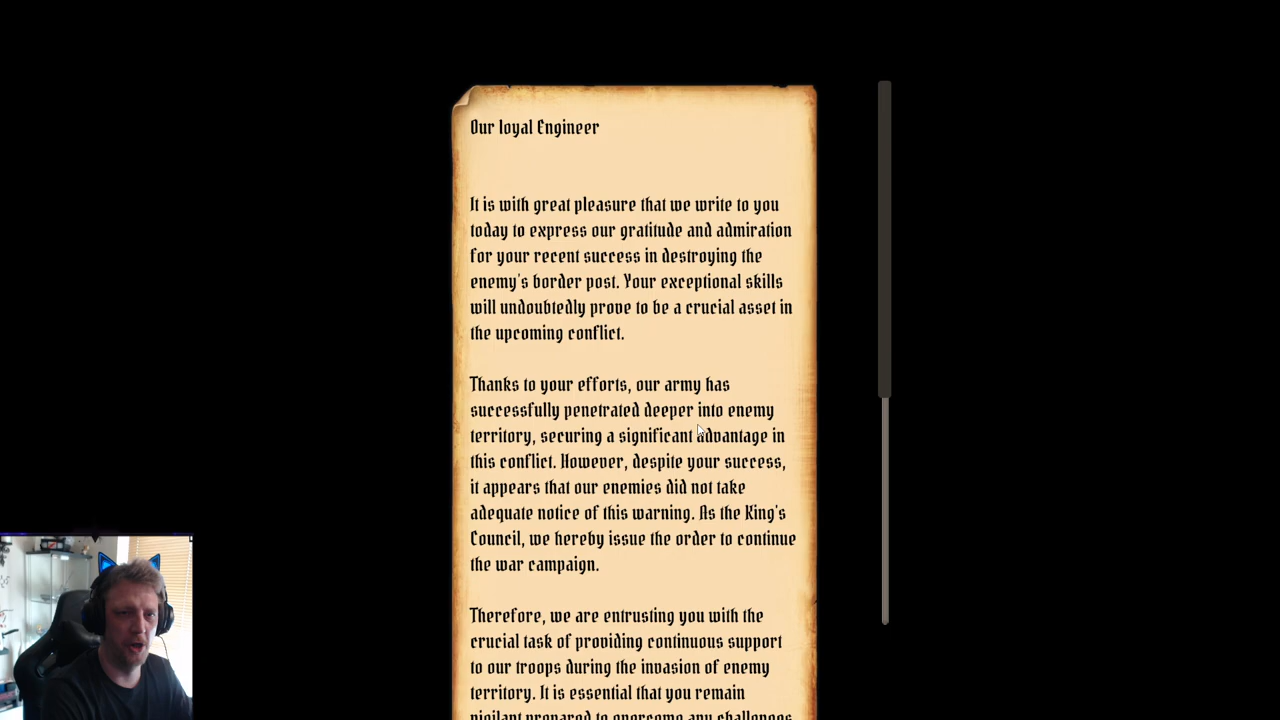 Our loyal Engineer
It is with great pleasure that we write to you
today to express our gratitude and admiration
for your recent success in destroying the
enemy's border post. Your exceptional skills
will undoubtedly prove to be a crucial asset in
the upcoming conflict.
Thanks to your efforts, our army has
successfully penetrated deeper into enemy
territory, securing a significant advantage in
this conflict. However, despite your success,
it appears that our enemies did not take
adequate notice of this warning. As the King's
Council, we hereby issue the order to continue
the war campaign.
Therefore, we are entrusting you with the
crucial task of providing continuous support
to our troops during the invasion of enemy
territory. It is essential that you remain
vigilant prepared to overcome any challenges